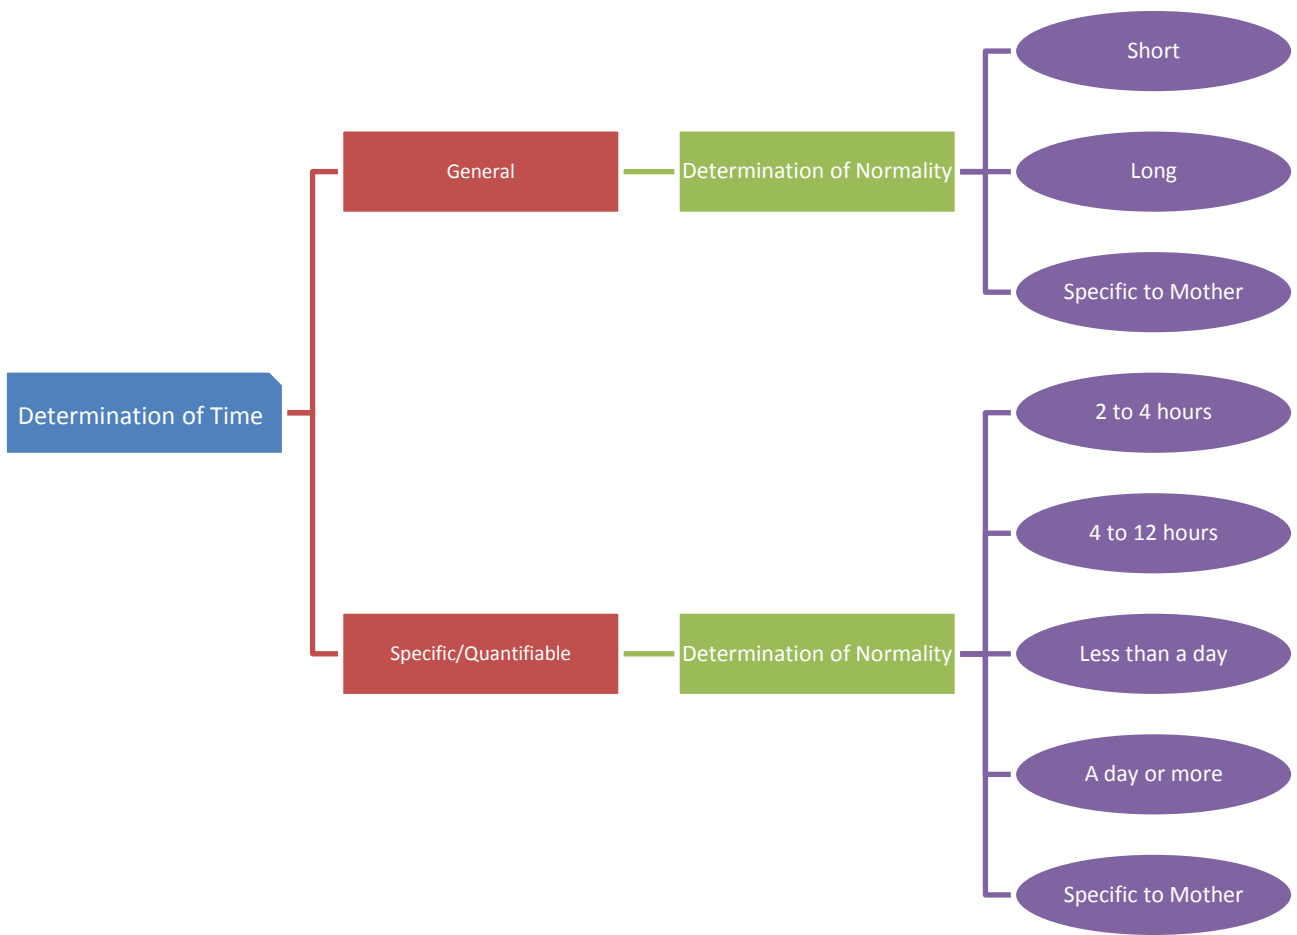 Determination of Time
General
Determination of Normality
Short
Long
Specific to Mother
Specific/Quantifiable
Determination of Normality
2 to 4 hours
4 to 12 hours
Less than a day
A day or more
Specific to Mother